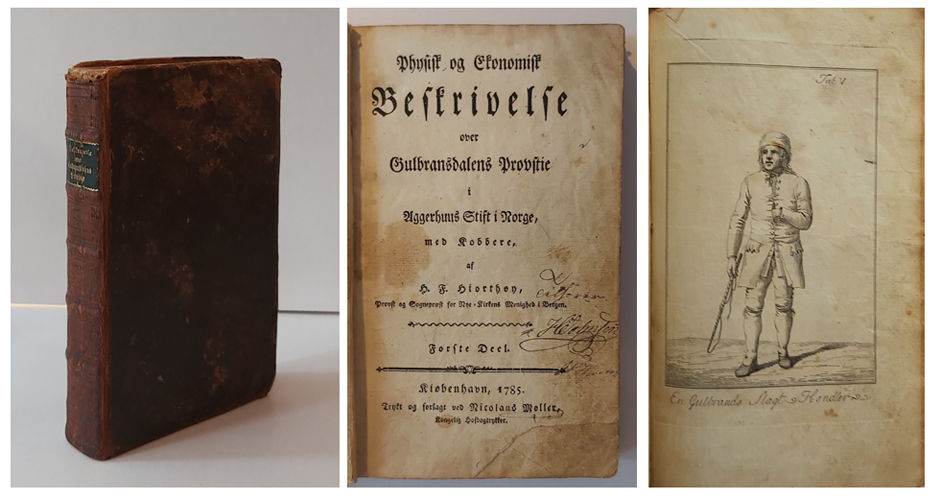 Physisk og Ekonomisk
Beskrivelse
over
Gulbransdalens Provstie
i
Aggerhuus Stift i Norge,
med Kobbere,
af
H. F. Hiorthøy,
Provst og Sognepræst for Nye-Kirkens Menighed i Bergen.
Første Deel.
Kiøbenhavn, 1785.
Trykt og forlagt ved Nicolaus Møller,
Kongelig Hofbogtrykker.
Tab. 1
En Gulbrands Slagt-Handler